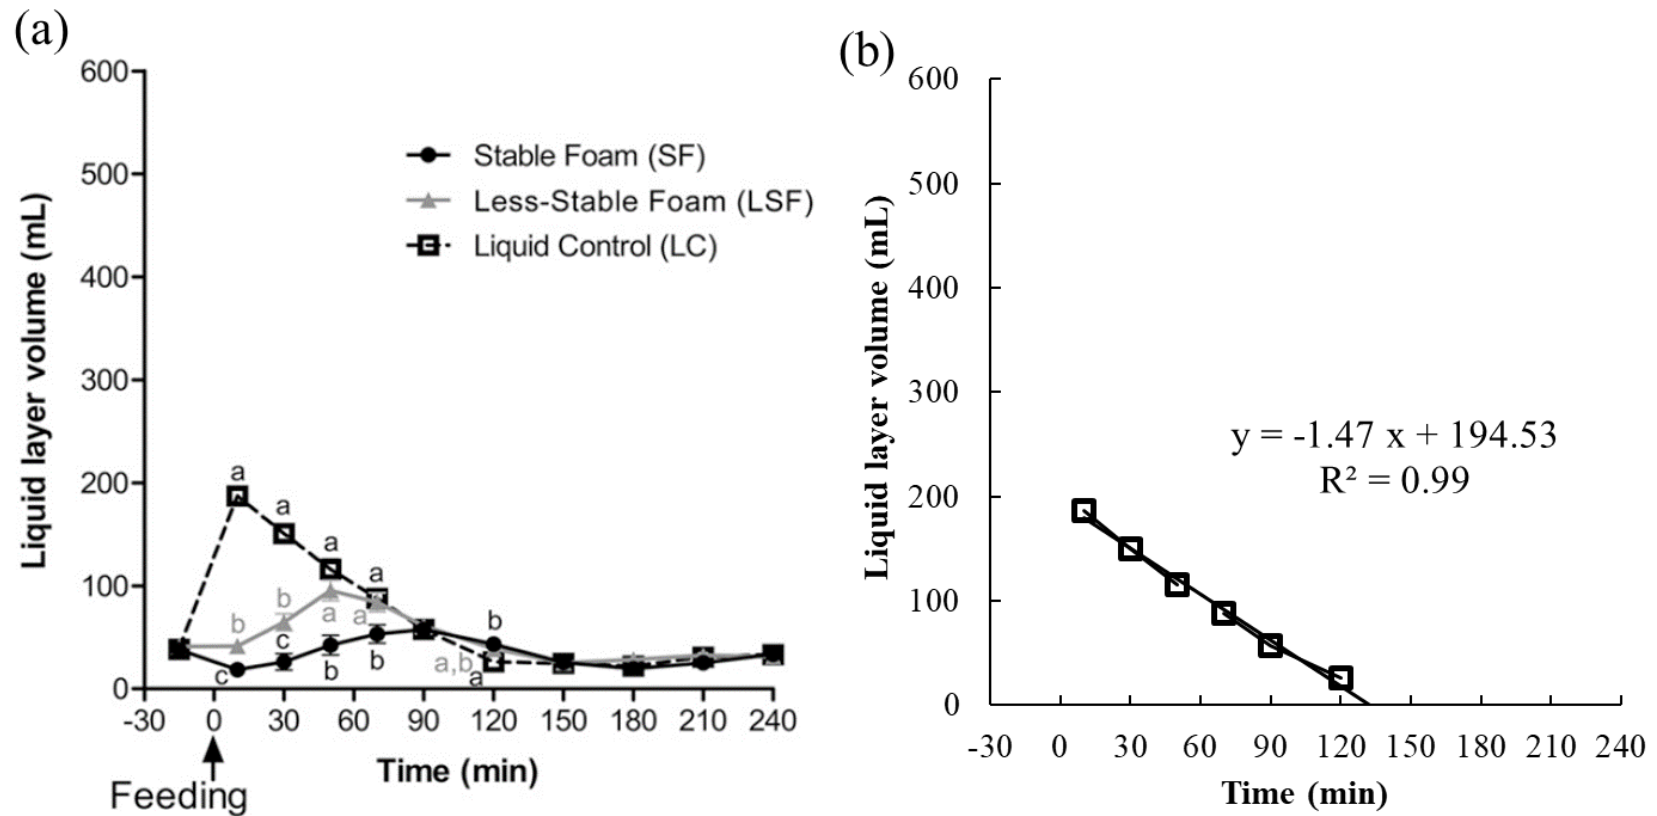 (a)
600
500
400
300
200
100
0
Liquid layer volume (mL)
Stable Foam (SF)
Less-Stable Foam (LSF)
Liquid Control (LC)
a
a
a
a
b
b
a
a
b
c
c
b
b
a,b
a
-30 0 30 60 90 120 150 180 210 240
Time (min)
Feeding
(b)
600
500
400
300
200
100
0
Liquid layer volume (mL)
y = -1.47 x + 194.53
R² = 0.99
-30 0 30 60 90 120 150 180 210 240
Time (min)